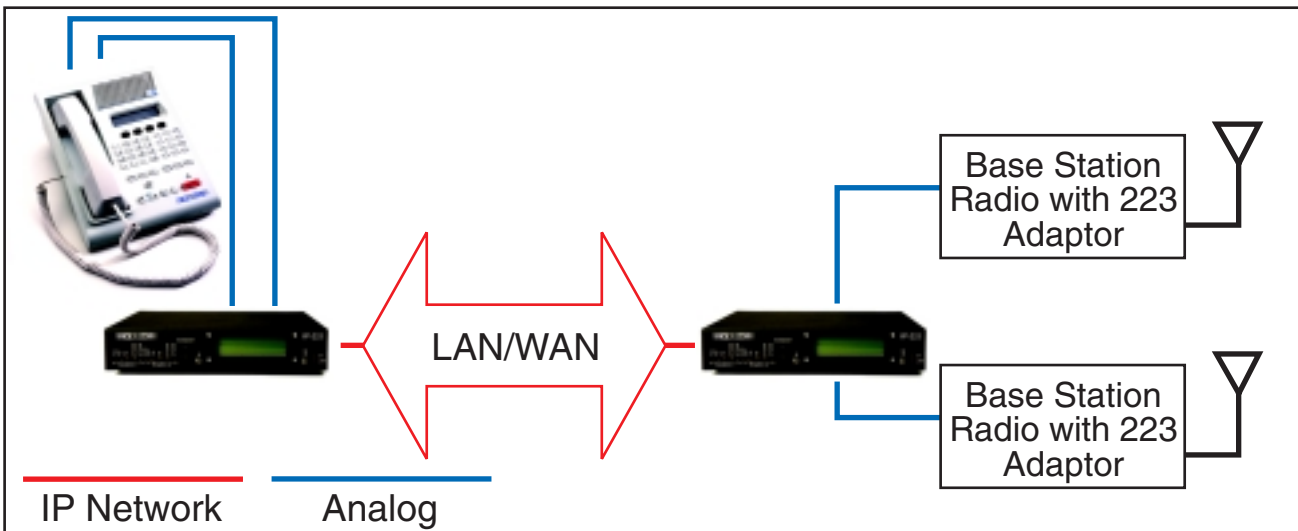 Base Station
Radio with 223
Adaptor
LAN/WAN
Base Station
Radio with 223
Adaptor
IP Network
Analog